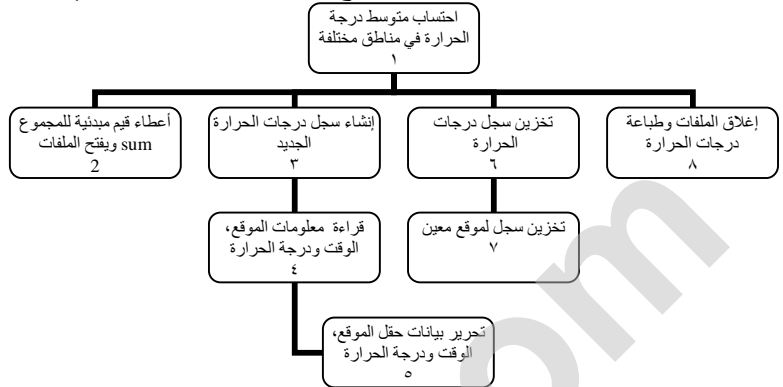 احتساب متوسط درجة
الحرارة في مناطق مختلفة
١
أعطاء قيم مبدئية للمجموع
sum ويفتح الملفات
2
إنشاء سجل درجات الحرارة
الجديد
٣
تخزين سجل درجات
الحرارة
٦
إغلاق الملفات وطباعة
درجات الحرارة
٨
قراءة معلومات الموقع،
الوقت ودرجة الحرارة
٤
تخزين سجل لموقع معين
٧
تحرير بيانات حقل الموقع،
الوقت ودرجة الحرارة
٥
om